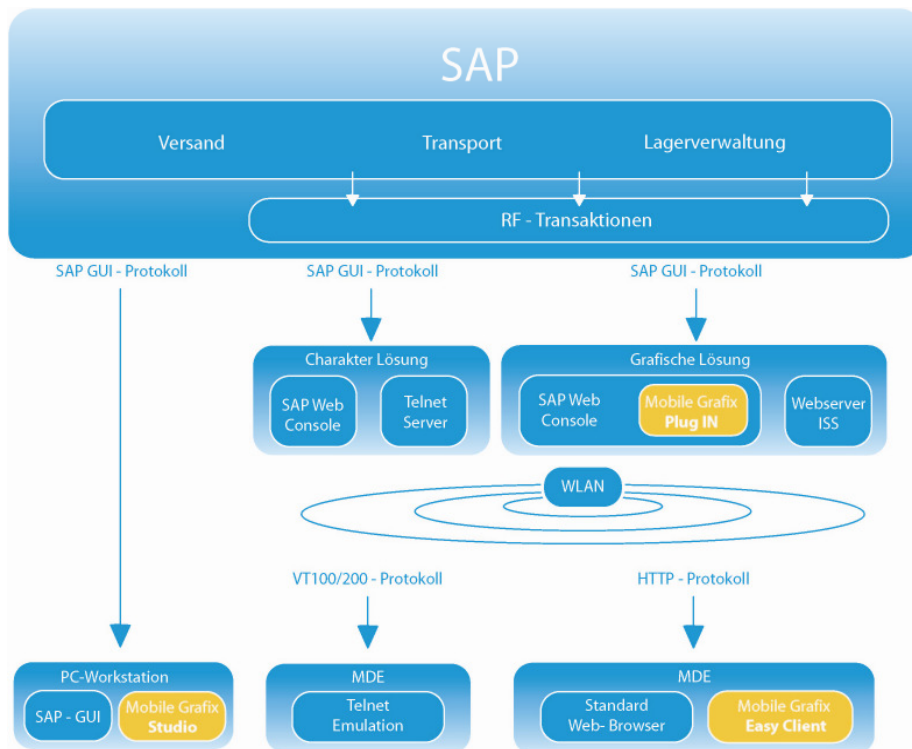 SAP
Versand Transport Lagerverwaltung
RF - Transaktionen
SAP GUI - Protokoll SAP GUI - Protokoll SAP GUI - Protokoll
Charakter Lösung
SAP Web
Console
Telnet
Server
Grafische Lösung
SAP Web
Console
Mobile Grafix
Plug IN
Webserver
ISS
WLAN
VT100/200 - Protokoll HTTP - Protokoll
PC-Workstation
SAP - GUI
Mobile Grafix
Studio
MDE
Telnet
Emulation
MDE
Standard
Web- Browser
Mobile Grafix
Easy Client